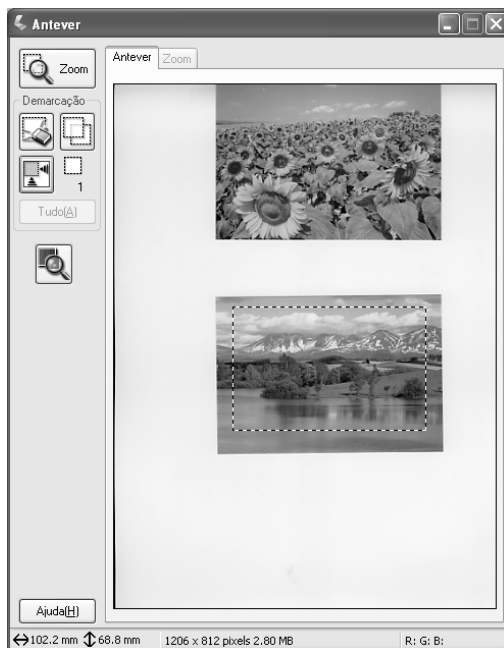 Antever
Zoom
Antever Zoom
Demarcação
1
Tudo(A)
Ajuda(H)
102.2 mm 68.8 mm 1206 x 812 pixels 2.80 MB R: G: B: